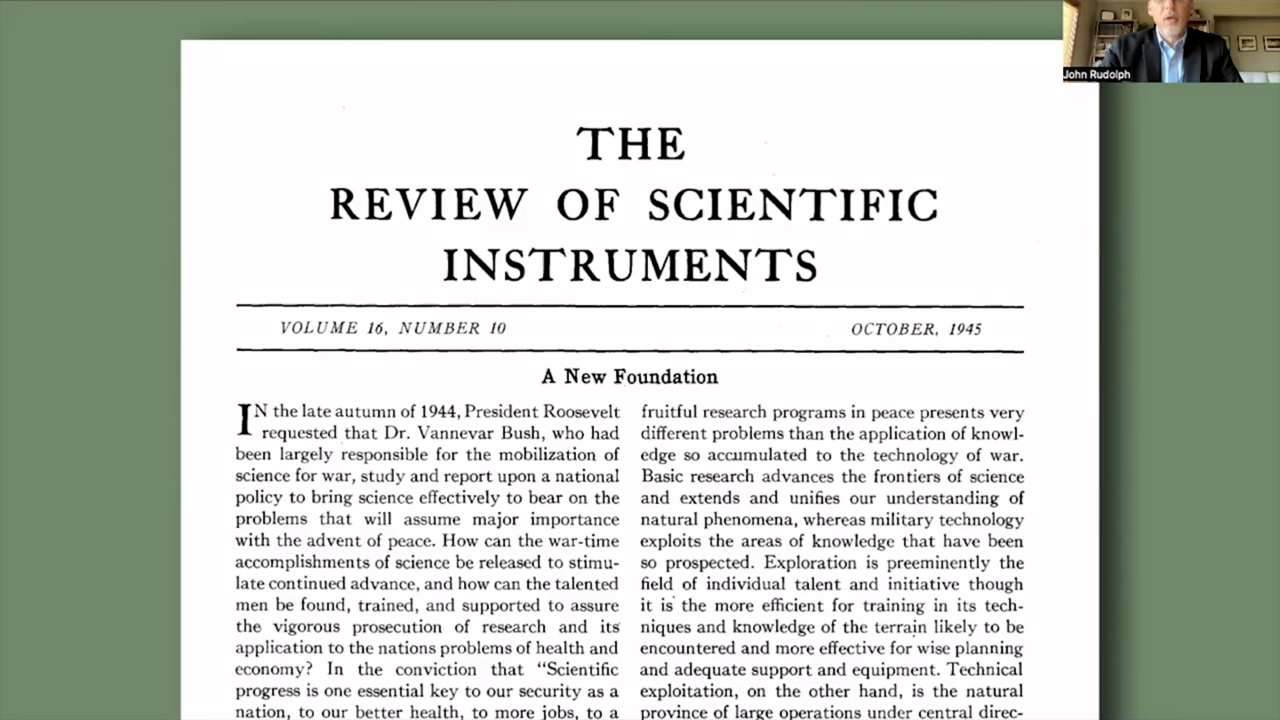 John Rudolph
THE
REVIEW OF SCIENTIFIC
INSTRUMENTS
VOLUME 16, NUMBER 10
OCTOBER, 1945
A New Foundation
IN the late autumn of 1944, President Roosevelt
requested that Dr. Vannevar Bush, who had
been largely responsible for the mobilization of
science for war, study and report upon a national
policy to bring science effectively to bear on the
problems that will assume major importance
with the advent of peace. How can the war-time
accomplishments of science be released to stimu-
late continued advance, and how can the talented
men be found, trained, and supported to assure
the vigorous prosecution of research and its
application to the nations problems of health and
economy? In the conviction that “Scientific
progress is one essential key to our security as a
nation, to our better health, to more jobs, to a
fruitful research programs in peace presents very
different problems than the application of knowl-
edge so accumulated to the technology of war.
Basic research advances the frontiers of science
and extends and unifies our understanding of
natural phenomena, whereas military technology
exploits the areas of knowledge that have been
so prospected. Exploration is preeminently the
field of individual talent and initiative though
it is the more efficient for training in its tech-
niques and knowledge of the terrain likely to be
encountered and more effective for wise planning
and adequate support and equipment. Technical
exploitation, on the other hand, is the natural
province of large operations under central direc-